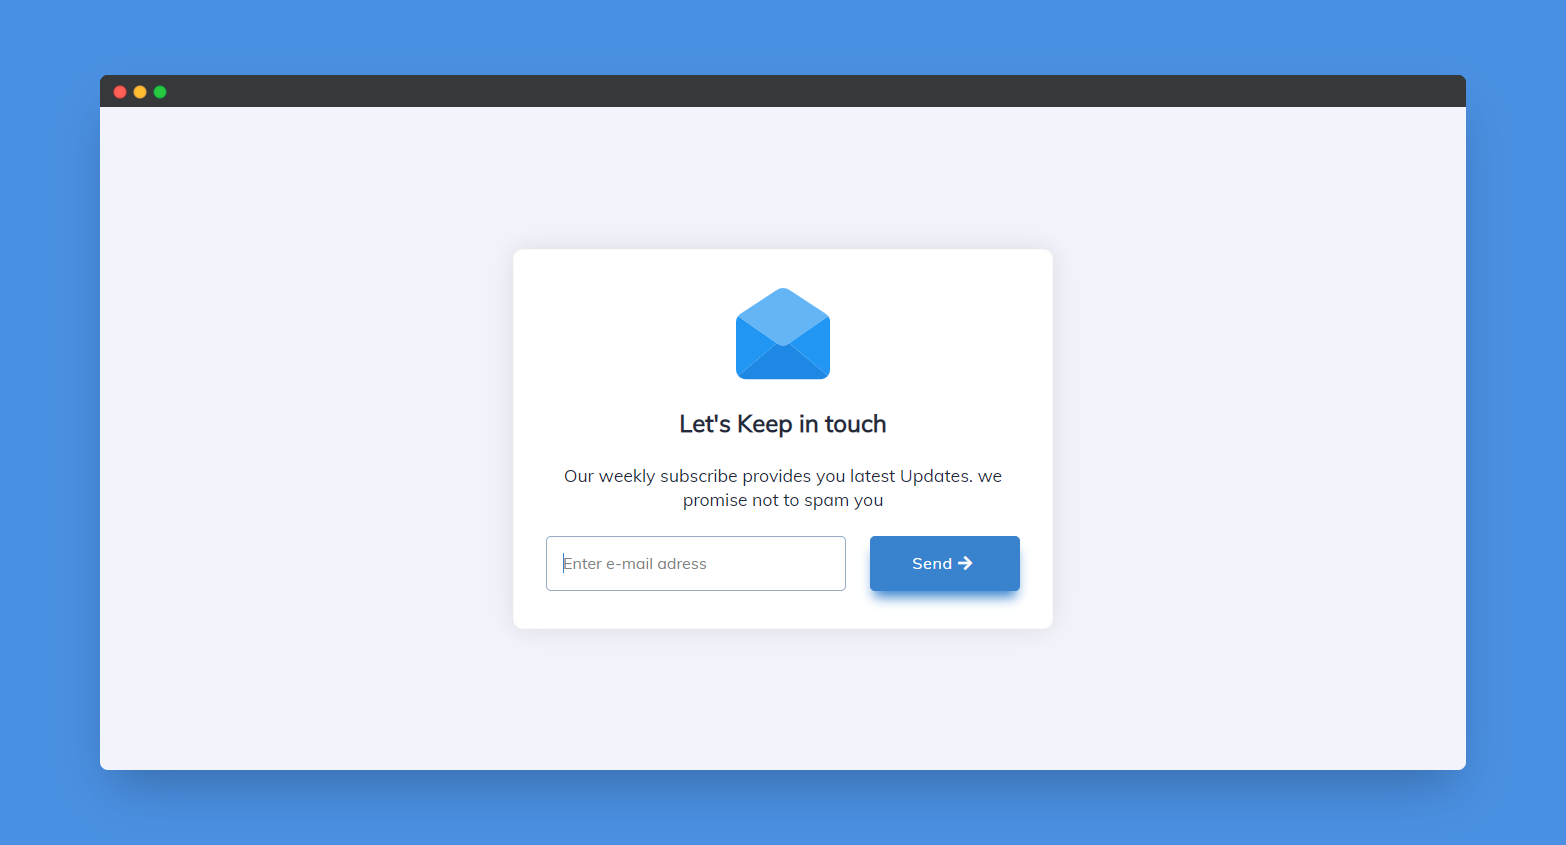 Let's Keep in touch
Our weekly subscribe provides you latest Updates. we
promise not to spam you
Enter e-mail adress
Send